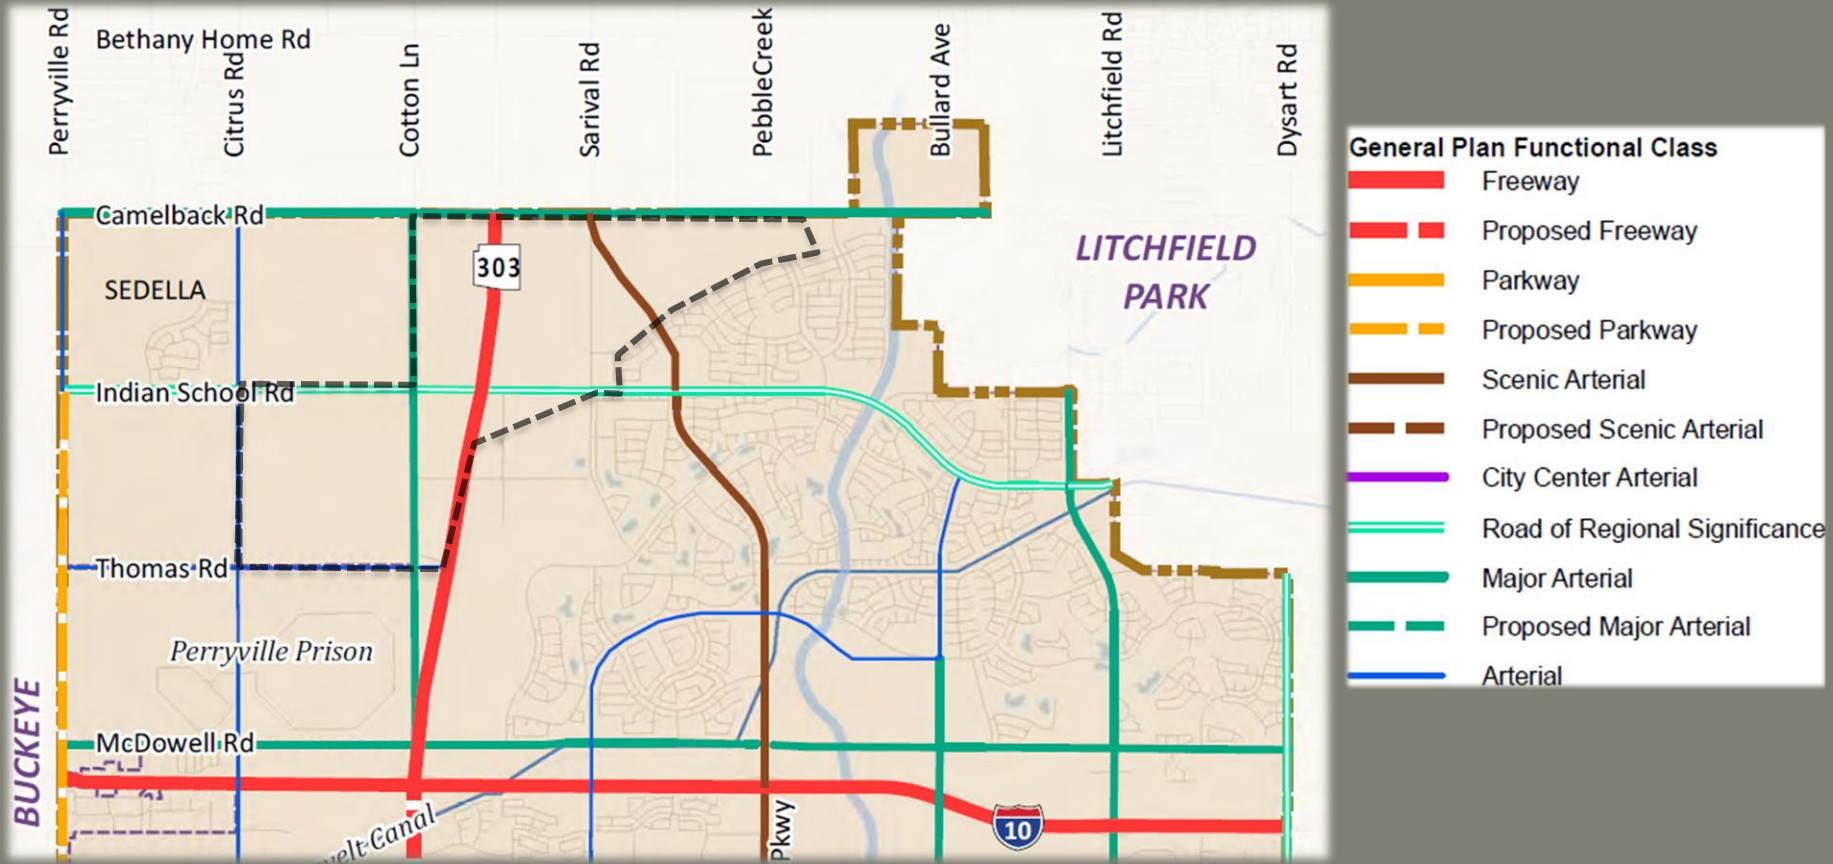 Perryville Rd
Bethany Home Rd
Citrus Rd
Cotton Ln
Sarival Rd
PebbleCreek
Bullard Ave
Litchfield Rd
Dysart Rd
Camelback Rd
303
SEDELLA
LITCHFIELD
PARK
Indian School Rd
Thomas Rd
Perryville Prison
BUCKEYE
McDowell Rd
velt Canal
Pkwy
10
General Plan Functional Class
Freeway
Proposed Freeway
Parkway
Proposed Parkway
Scenic Arterial
Proposed Scenic Arterial
City Center Arterial
Road of Regional Significance
Major Arterial
Proposed Major Arterial
Arterial